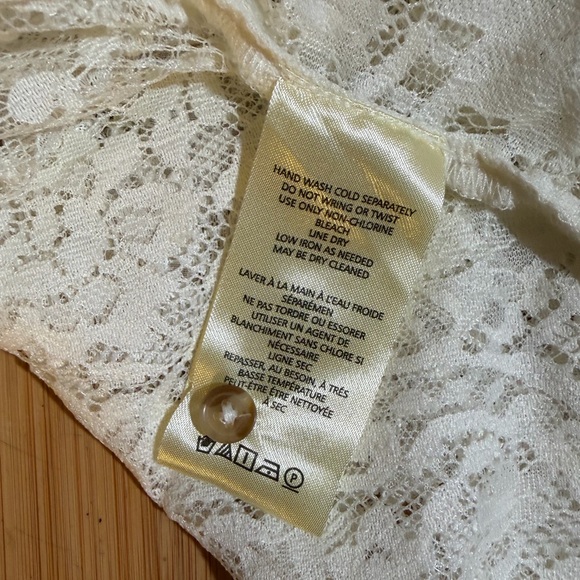 HAND WASH COLD SEPARATELY
DO NOT WRING OR TWIST
USE ONLY NON-CHLORINE
BLEACH
LINE DRY
LOW IRON AS NEEDED
MAY BE DRY CLEANED
LAVER À LA MAIN À L'EAU FROIDE
SÉPARÉMEN
NE PAS TORDRE OU ESSORER
UTILISER UN AGENT DE
BLANCHIMENT SANS CHLORE SI
NÉCESSAIRE
LIGNE SEC
REPASSER, AU BESOIN, À TRÉS
BASSE TEMPÉRATURE
PEUT-ÊTRE ÊTRE NETTOYÉE
À SEC
P